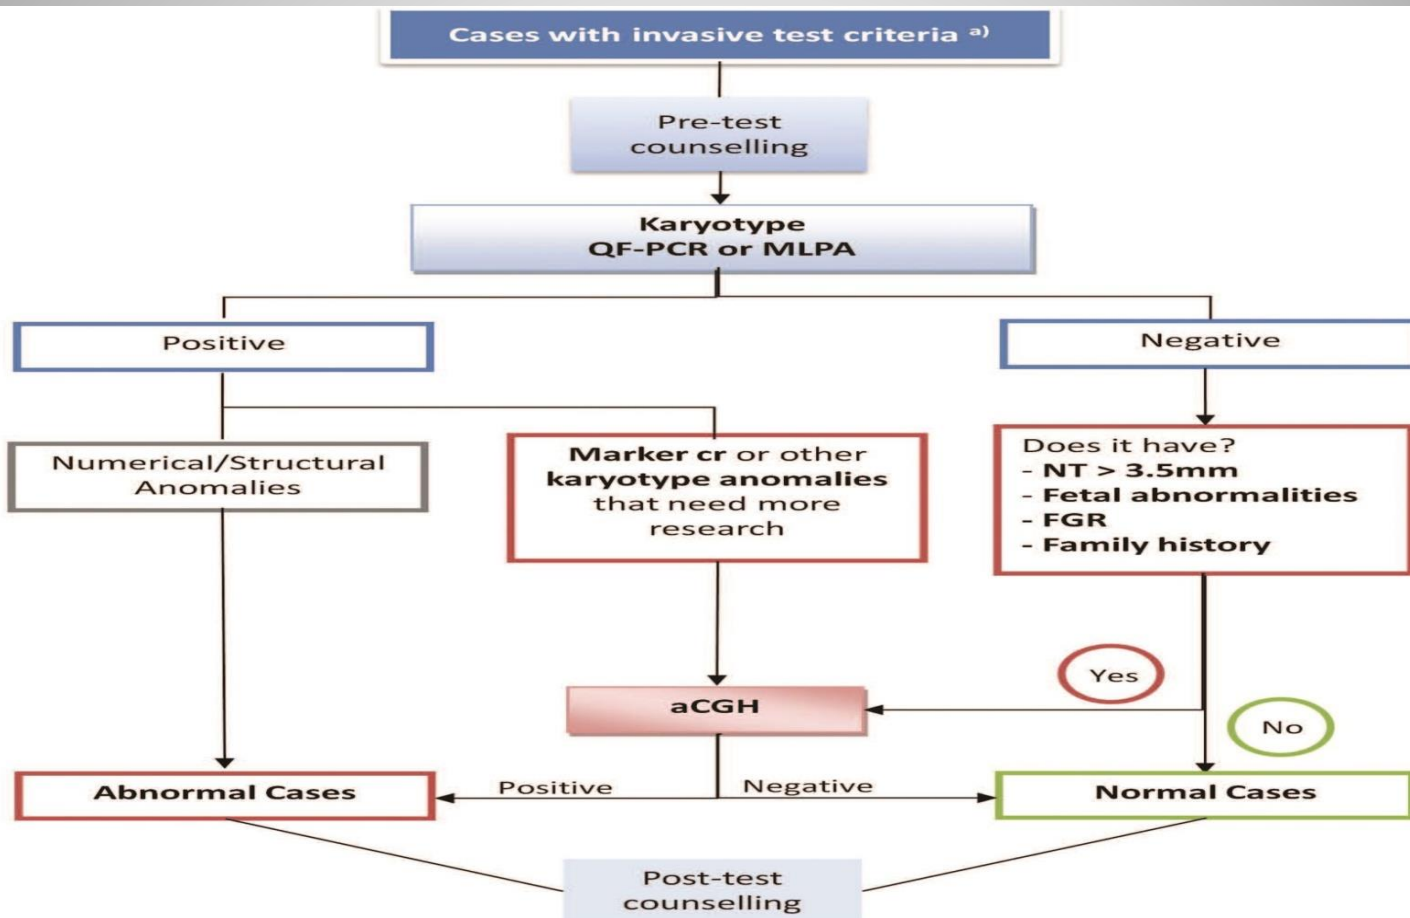 Cases with invasive test criteria a)
Pre-test
counselling
Karyotype
QF-PCR or MLPA
Positive
Negative
Numerical/Structural
Anomalies
Marker cr or other
karyotype anomalies
that need more
research
Does it have?
- NT > 3.5mm
- Fetal abnormalities
- FGR
- Family history
Yes
aCGH
No
Abnormal Cases
Positive
Negative
Normal Cases
Post-test
counselling